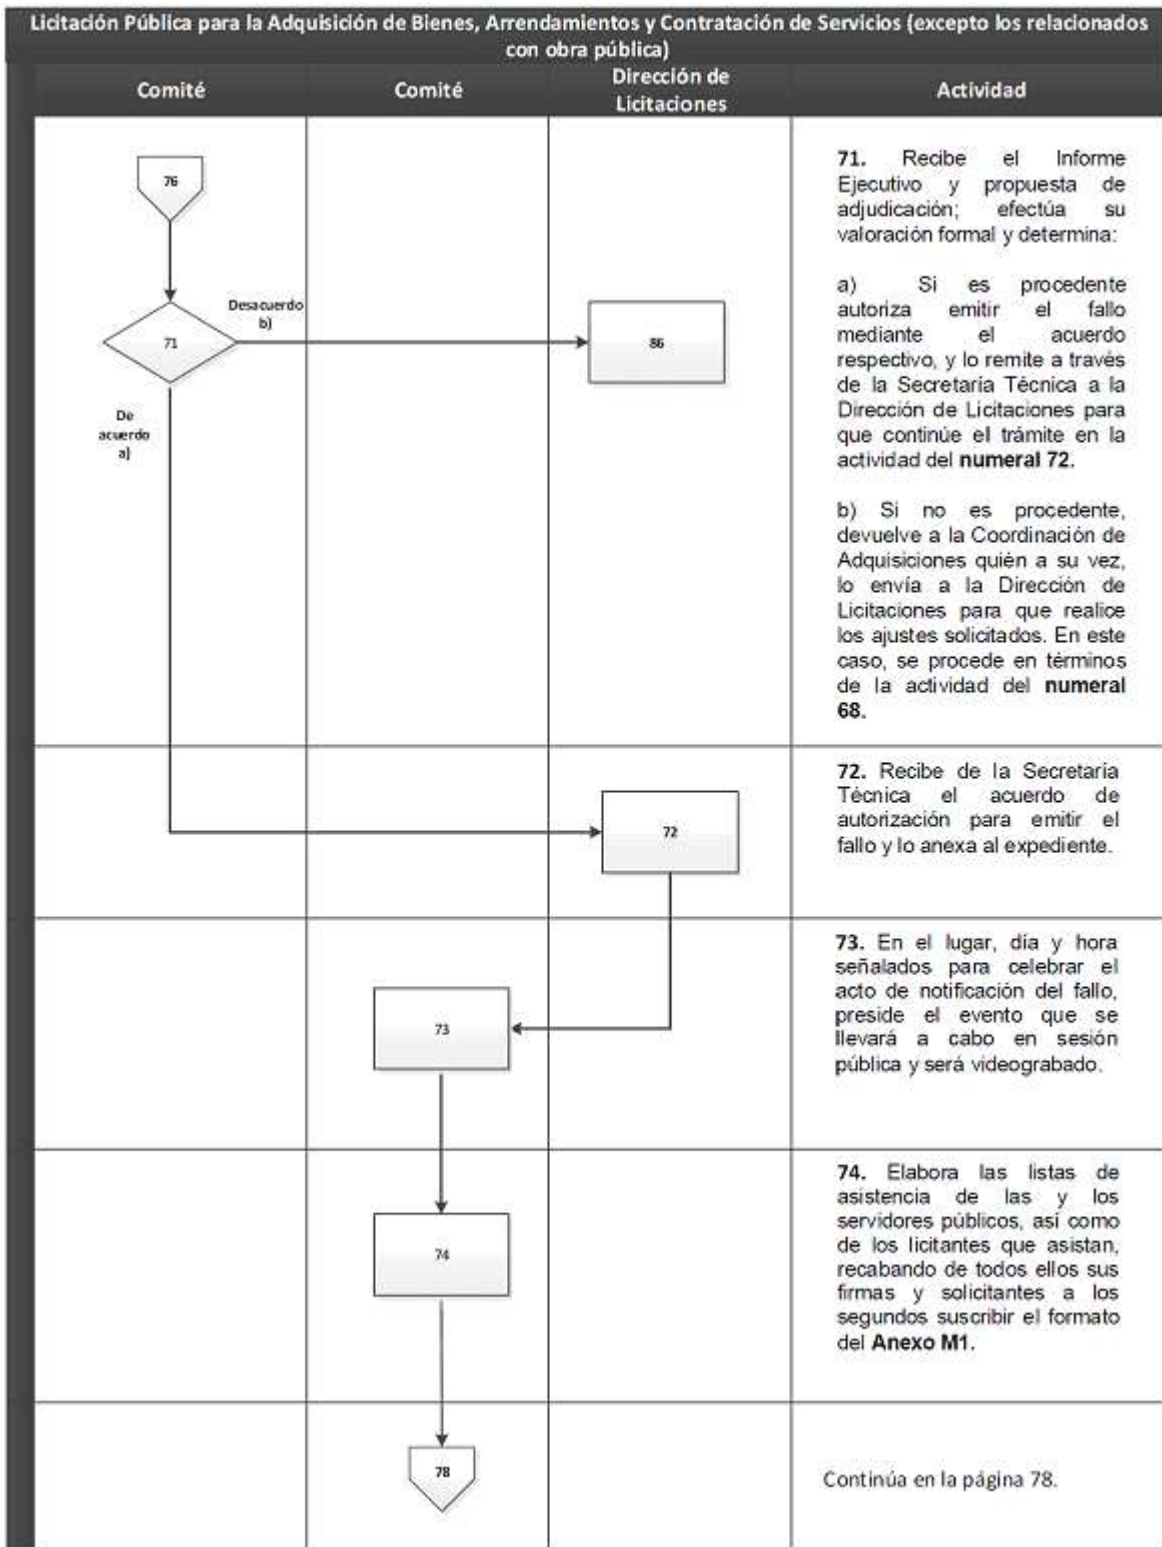 Licitación Pública para la Adquisición de Bienes, Arrendamientos y Contratación de Servicios (excepto los relacionados
con obra pública)
Comité
Comité
Dirección de
Licitaciones
Actividad
76
71
Desacuerdo
b)
De
acuerdo
a)
86
71. Recibe el Informe
Ejecutivo y propuesta de
adjudicación; efectúa su
valoración formal y determina:
a) Si es procedente
autoriza emitir el fallo
mediante el acuerdo
respectivo, y lo remite a través
de la Secretaría Técnica a la
Dirección de Licitaciones para
que continúe el trámite en la
actividad del numeral 72.
b) Si no es procedente,
devuelve a la Coordinación de
Adquisiciones quién a su vez,
lo envía a la Dirección de
Licitaciones para que realice
los ajustes solicitados. En este
caso, se procede en términos
de la actividad del numeral
68.
72
72. Recibe de la Secretaría
Técnica el acuerdo de
autorización para emitir el
fallo y lo anexa al expediente.
73
73. En el lugar, día y hora
señalados para celebrar el
acto de notificación del fallo,
preside el evento que se
llevará a cabo en sesión
pública y será videograbado.
74
74. Elabora las listas de
asistencia de las y los
servidores públicos, así como
de los licitantes que asistan,
recabando de todos ellos sus
firmas y solicitantes a los
segundos suscribir el formato
del Anexo M1.
78
Continúa en la página 78.